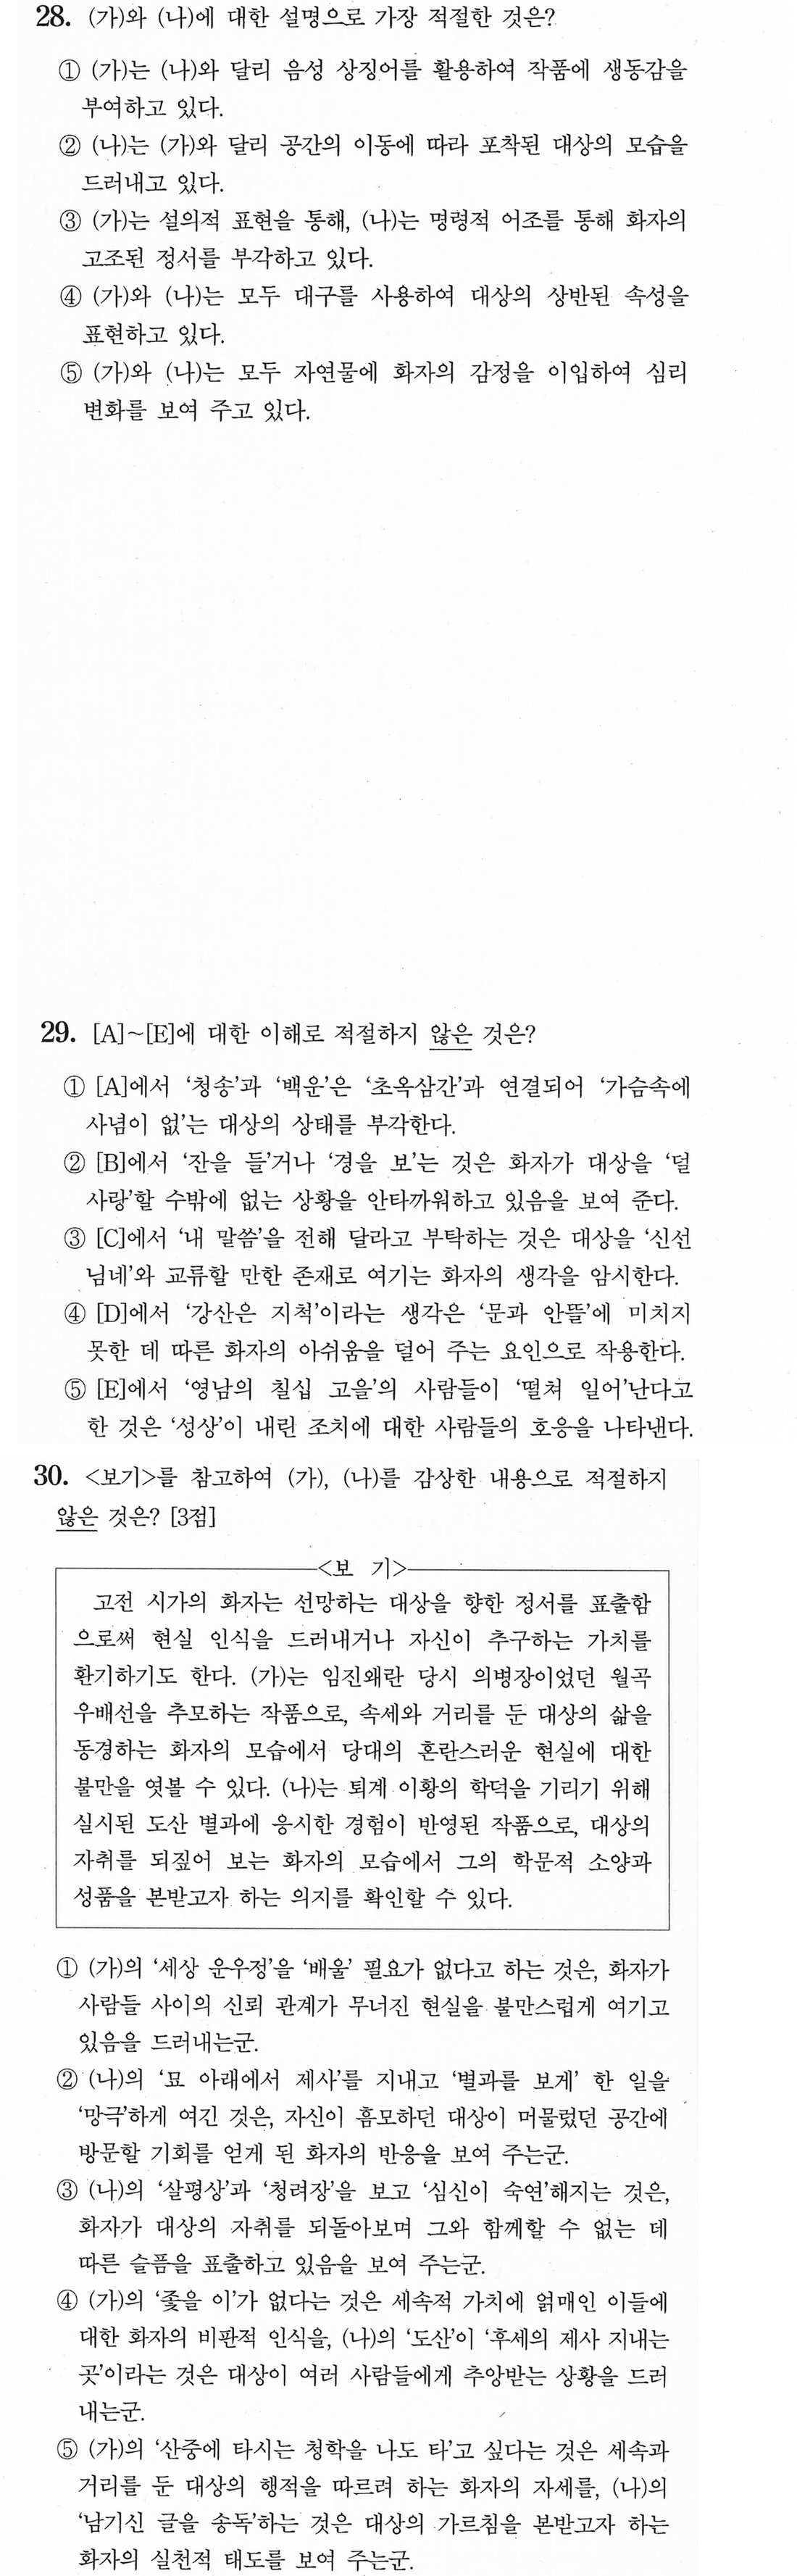 28. (가)와 (나)에 대한 설명으로 가장 적절한 것은?
① (가)는 (나)와 달리 음성 상징어를 활용하여 작품에 생동감을
부여하고 있다.
② (나)는 (가)와 달리 공간의 이동에 따라 포착된 대상의 모습을
드러내고 있다.
③ (가)는 설의적 표현을 통해, (나)는 명령적 어조를 통해 화자의
고조된 정서를 부각하고 있다.
④ (가)와 (나)는 모두 대구를 사용하여 대상의 상반된 속성을
표현하고 있다.
⑤ (가)와 (나)는 모두 자연물에 화자의 감정을 이입하여 심리
변화를 보여 주고 있다.
29. [A]~[E]에 대한 이해로 적절하지 않은 것은?
① [A]에서 ‘청송’과 ‘백운’은 ‘초옥삼간’과 연결되어 ‘가슴속에
사념이 없’는 대상의 상태를 부각한다.
② [B]에서 ‘잔을 들’거나 ‘경을 보’는 것은 화자가 대상을 ‘덜
사랑’할 수밖에 없는 상황을 안타까워하고 있음을 보여 준다.
③ [C]에서 ‘내 말씀’을 전해 달라고 부탁하는 것은 대상을 ‘신선
님네’와 교류할 만한 존재로 여기는 화자의 생각을 암시한다.
④ [D]에서 ‘강산은 지척’이라는 생각은 ‘문과 안뜰’에 미치지
못한 데 따른 화자의 아쉬움을 덜어 주는 요인으로 작용한다.
⑤ [E]에서 ‘영남의 칠십 고을’의 사람들이 ‘떨쳐 일어’난다고
한 것은 ‘성상’이 내린 조치에 대한 사람들의 호응을 나타낸다.
30. <보기>를 참고하여 (가), (나)를 감상한 내용으로 적절하지
않은 것은? [3점]
<보 기>
고전 시가의 화자는 선망하는 대상을 향한 정서를 표출함
으로써 현실 인식을 드러내거나 자신이 추구하는 가치를
환기하기도 한다. (가)는 임진왜란 당시 의병장이었던 월곡
우배선을 추모하는 작품으로, 속세와 거리를 둔 대상의 삶을
동경하는 화자의 모습에서 당대의 혼란스러운 현실에 대한
불만을 엿볼 수 있다. (나)는 퇴계 이황의 학덕을 기리기 위해
실시된 도산 별과에 응시한 경험이 반영된 작품으로, 대상의
자취를 되짚어 보는 화자의 모습에서 그의 학문적 소양과
성품을 본받고자 하는 의지를 확인할 수 있다.
① (가)의 ‘세상 운우정’을 ‘배울’ 필요가 없다고 하는 것은, 화자가
사람들 사이의 신뢰 관계가 무너진 현실을 불만스럽게 여기고
있음을 드러내는군.
② (나)의 ‘묘 아래에서 제사’를 지내고 ‘별과를 보게’ 한 일을
‘망극’하게 여긴 것은, 자신이 흠모하던 대상이 머물렀던 공간에
방문할 기회를 얻게 된 화자의 반응을 보여 주는군.
③ (나)의 ‘살평상’과 ‘청려장’을 보고 ‘심신이 숙연’해지는 것은,
화자가 대상의 자취를 되돌아보며 그와 함께할 수 없는 데
따른 슬픔을 표출하고 있음을 보여 주는군.
④ (가)의 ‘좇을 이’가 없다는 것은 세속적 가치에 얽매인 이들에
대한 화자의 비판적 인식을, (나)의 ‘도산’이 ‘후세의 제사 지내는
곳’이라는 것은 대상이 여러 사람들에게 추앙받는 상황을 드러
내는군.
⑤ (가)의 ‘산중에 타시는 청학을 나도 타’고 싶다는 것은 세속과
거리를 둔 대상의 행적을 따르려 하는 화자의 자세를, (나)의
‘남기신 글을 송독’하는 것은 대상의 가르침을 본받고자 하는
화자의 실천적 태도를 보여 주는군.